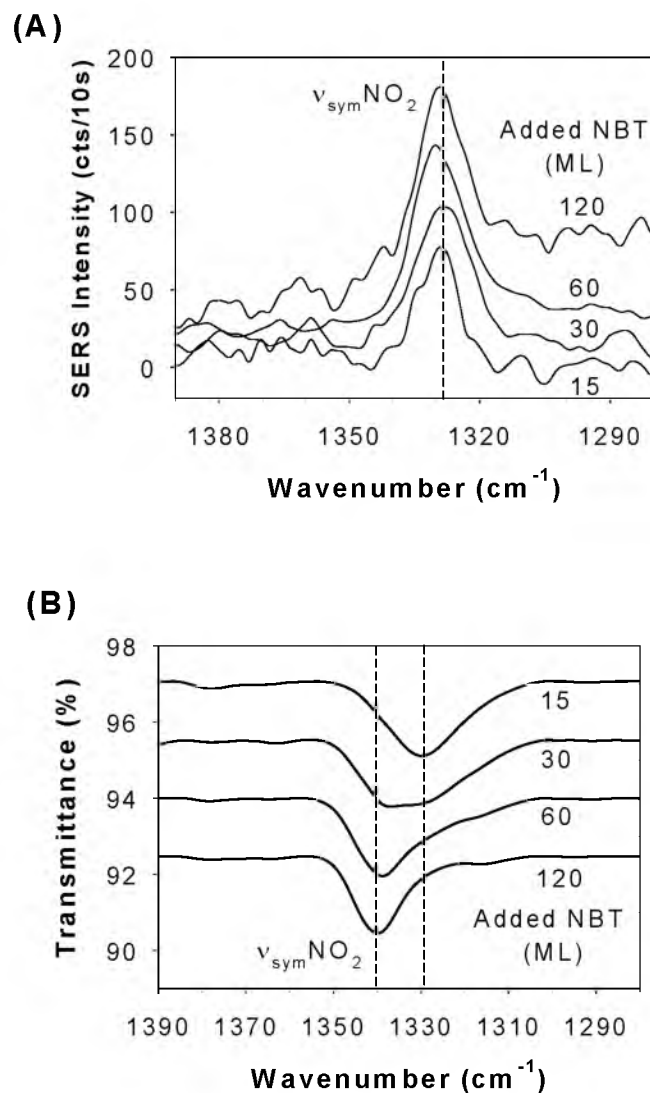 (A)
200
ν_sym NO₂
150
Added NBT
(ML)
120
100
60
50
30
0
15
SERS Intensity (cts/10s)
1380 1350 1320 1290
Wavenumber (cm⁻¹)
(B)
98
15
96
30
94
60
92
120
90
ν_sym NO₂
Added NBT
(ML)
Transmittance (%)
1390 1370 1350 1330 1310 1290
Wavenumber (cm⁻¹)